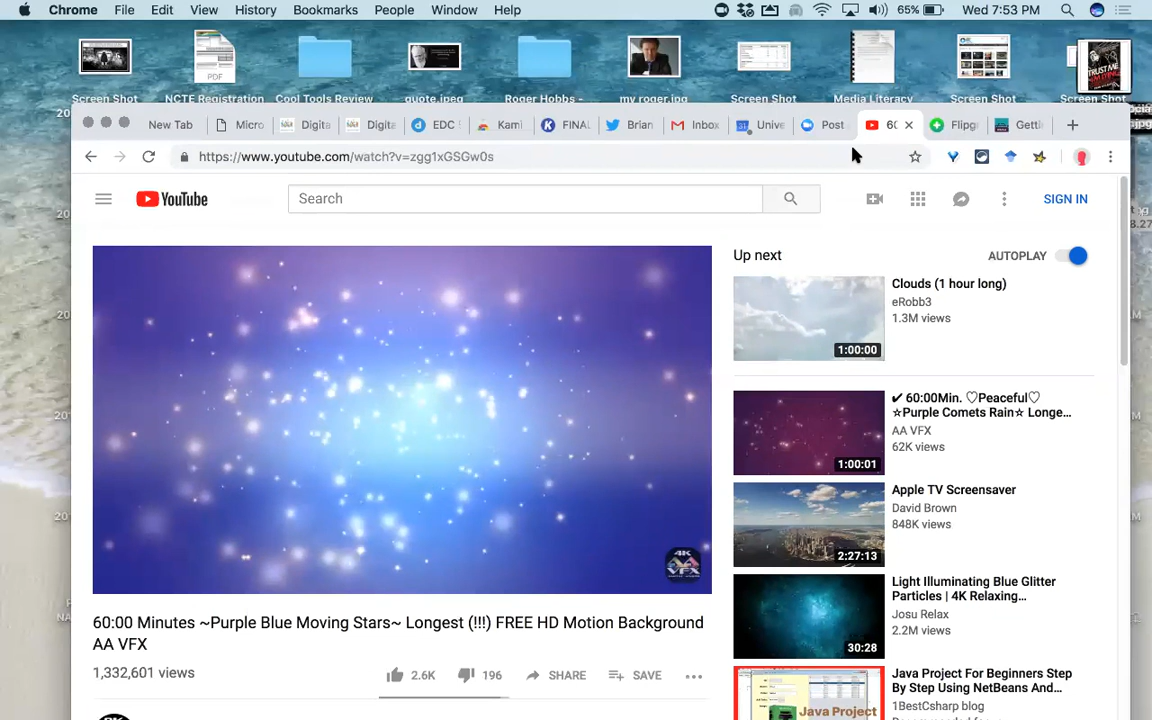 Chrome File Edit View History Bookmarks People Window Help 65% Wed 7:53 PM
PDF
TRUST ME
Screen Shot NCTE Registration Cool Tools Review quote.jpeg Roger Hobbs - my roger.jpg Screen Shot Media Literacy Screen Shot Screen Shot
New Tab Micro Digita Digita EDC Kami FINAL Brian Inbox Unive Post 60 Flipg Getti
https://www.youtube.com/watch?v=zgg1xGSGw0s
YouTube Search SIGN IN
Up next AUTOPLAY
Clouds (1 hour long)
eRobb3
1.3M views
1:00:00
✔ 60:00Min. ♡Peaceful♡
☆Purple Comets Rain☆ Longe...
AA VFX
62K views
1:00:01
Apple TV Screensaver
David Brown
848K views
2:27:13
Light Illuminating Blue Glitter
Particles | 4K Relaxing...
Josu Relax
2.2M views
30:28
Java Project For Beginners Step
By Step Using NetBeans And...
1BestCsharp blog
Java Project
4K
VFX
60:00 Minutes ~Purple Blue Moving Stars~ Longest (!!!) FREE HD Motion Background
AA VFX
1,332,601 views
2.6K 196 SHARE SAVE